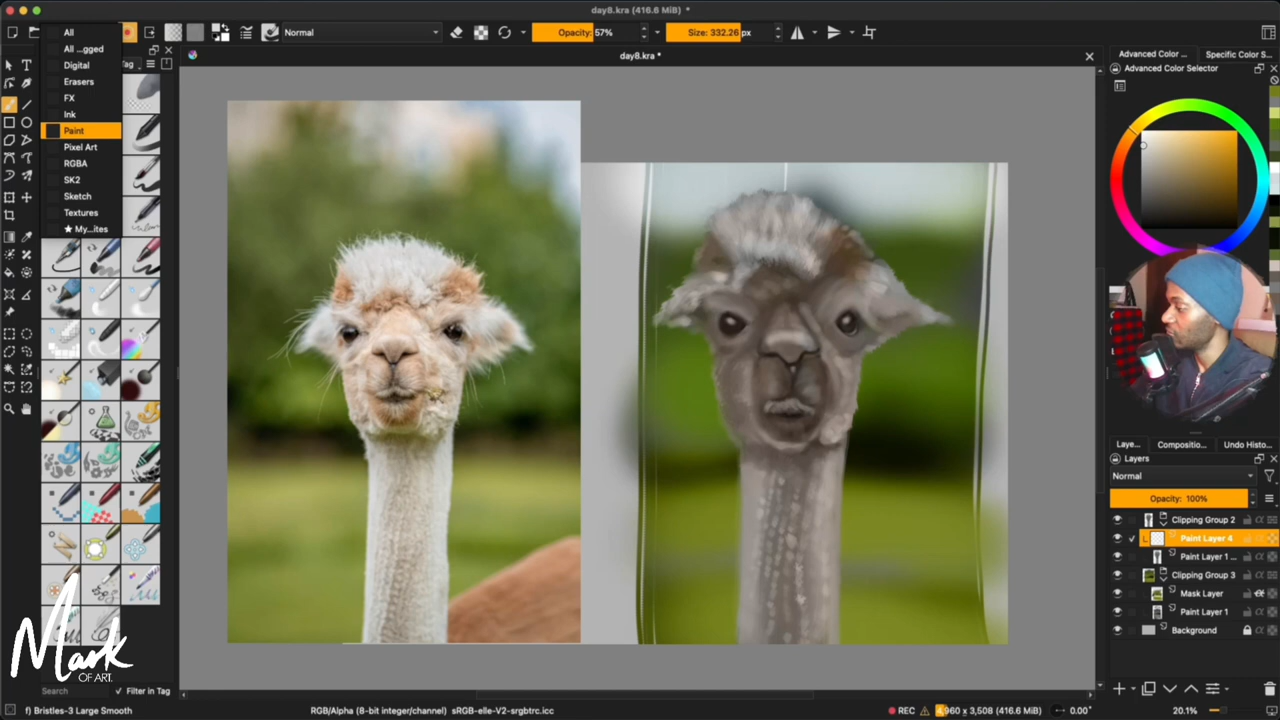 day8.kra (416.6 MiB) *
Normal
Opacity: 57%
Size: 332.26 px
day8.kra *
All
All ...gged
Digital
Erasers
FX
Ink
Paint
Pixel Art
RGBA
SK2
Sketch
Textures
★ My...ites
Tag
Advanced Color ...
Specific Color S...
Advanced Color Selector
Laye...
Compositio...
Undo Histo...
Layers
Normal
Opacity: 100%
Clipping Group 2
Paint Layer 4
Paint Layer 1 ...
Clipping Group 3
Mask Layer
Paint Layer 1
Background
Mark
OF ART.
Search
Filter in Tag
f) Bristles-3 Large Smooth
RGB/Alpha (8-bit integer/channel) sRGB-elle-V2-srgbtrc.icc
REC
4,960 x 3,508 (416.6 MiB)
0.00°
20.1%